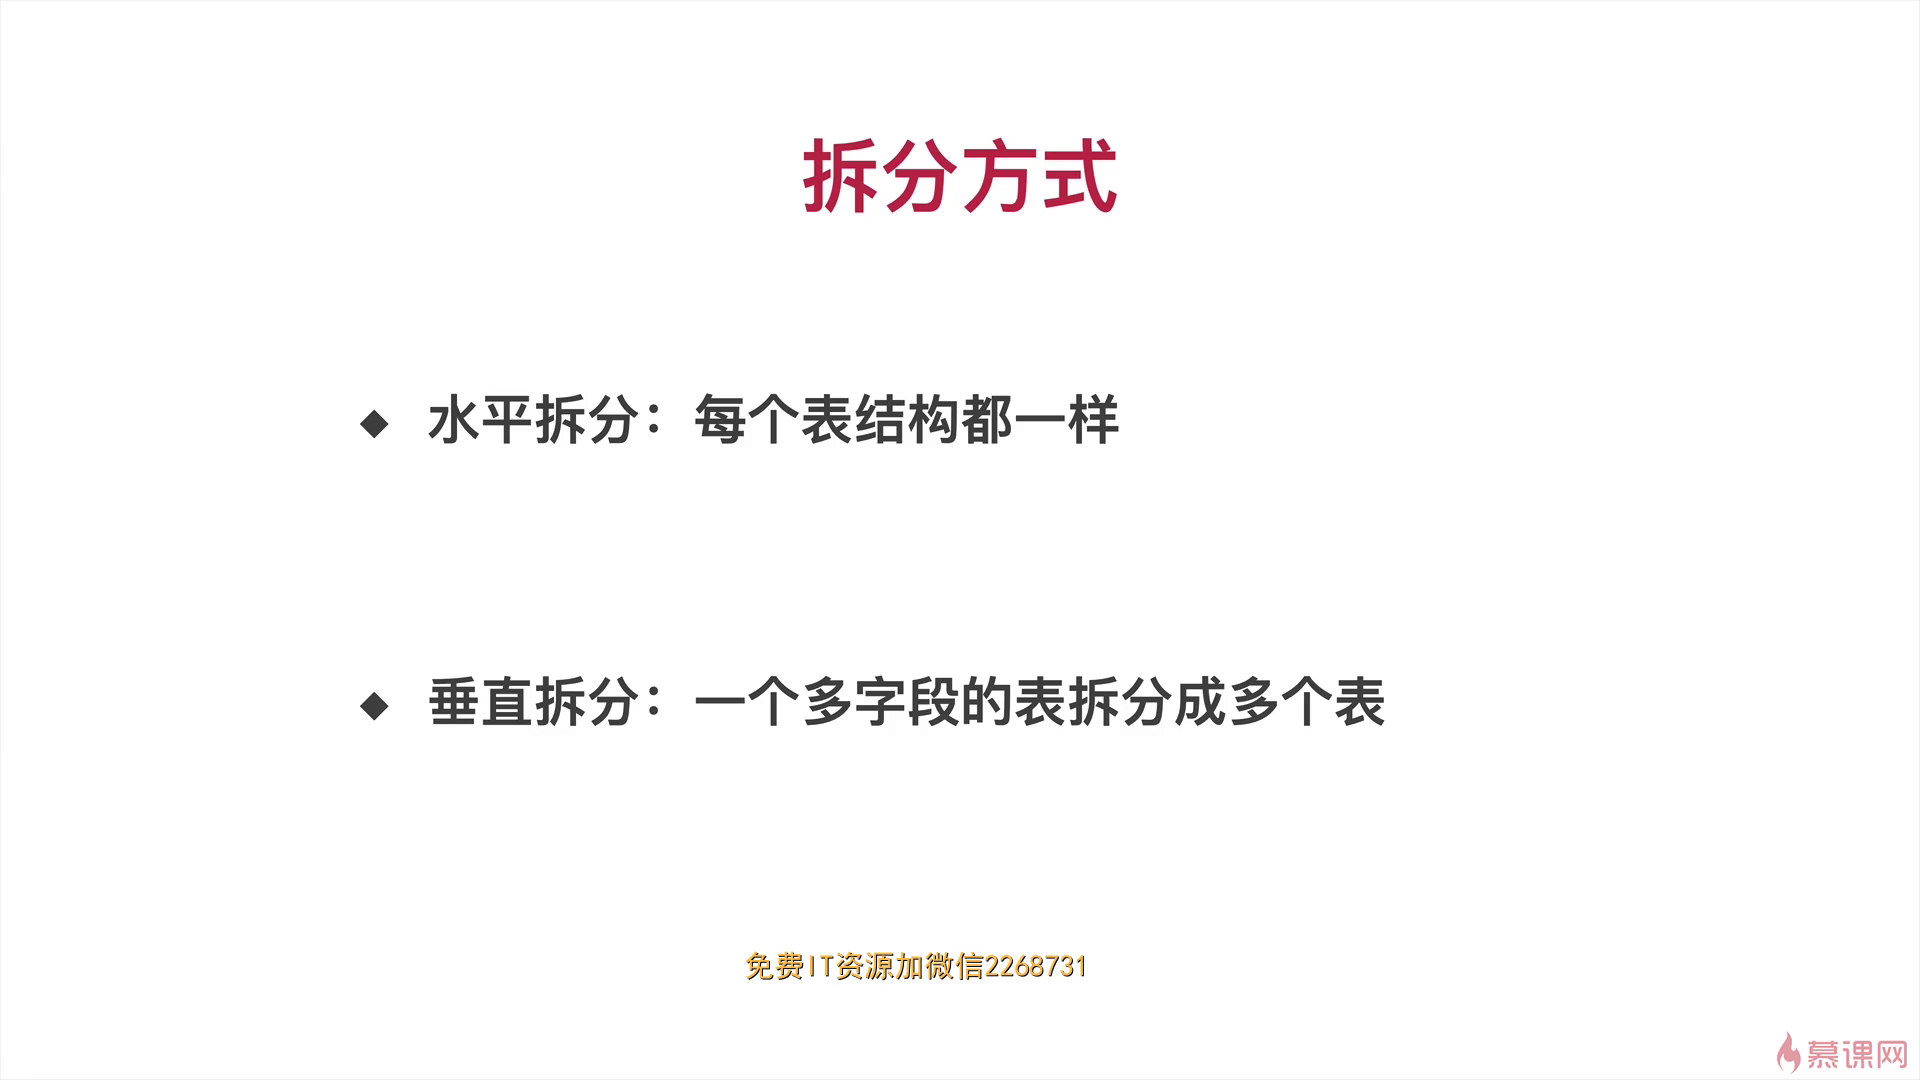 拆分方式
◆ 水平拆分：每个表结构都一样
◆ 垂直拆分：一个多字段的表拆分成多个表
免费IT资源加微信2268731
慕课网